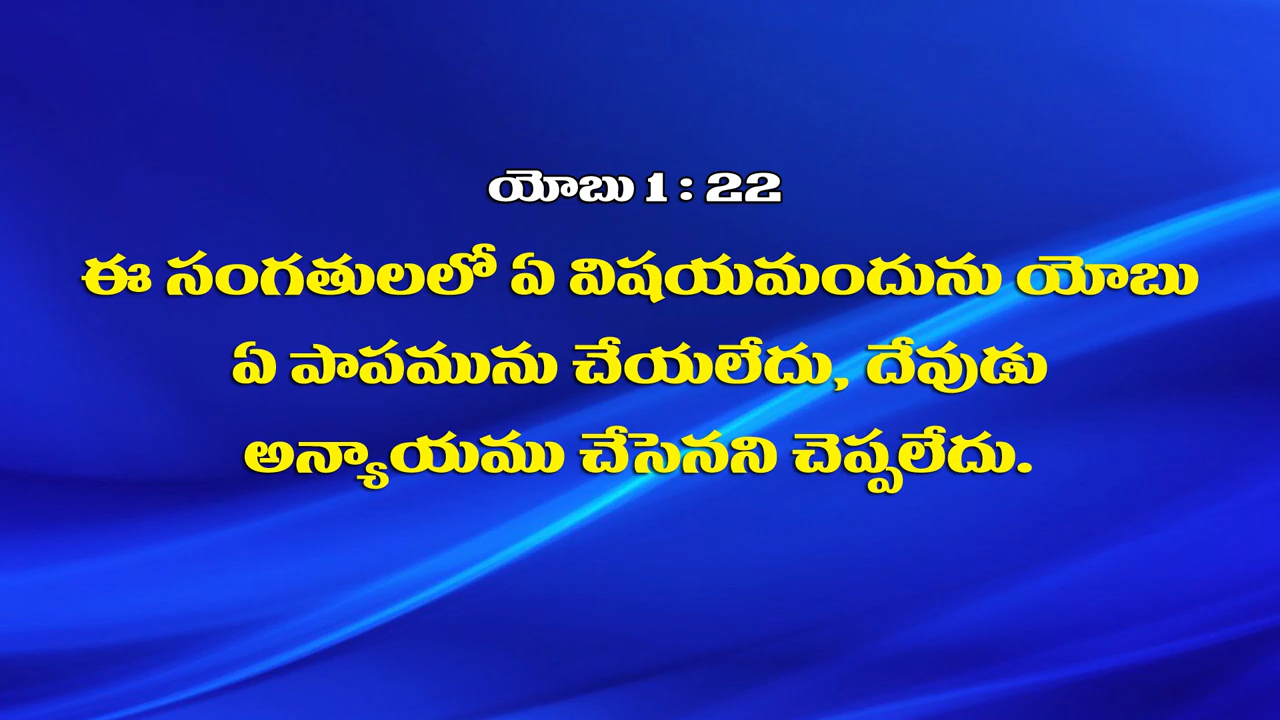 యోబు 1 : 22
ఈ సంగతులలో ఏ విషయమందును యోబు
ఏ పాపమును చేయలేదు, దేవుడు
అన్యాయము చేసెనని చెప్పలేదు.